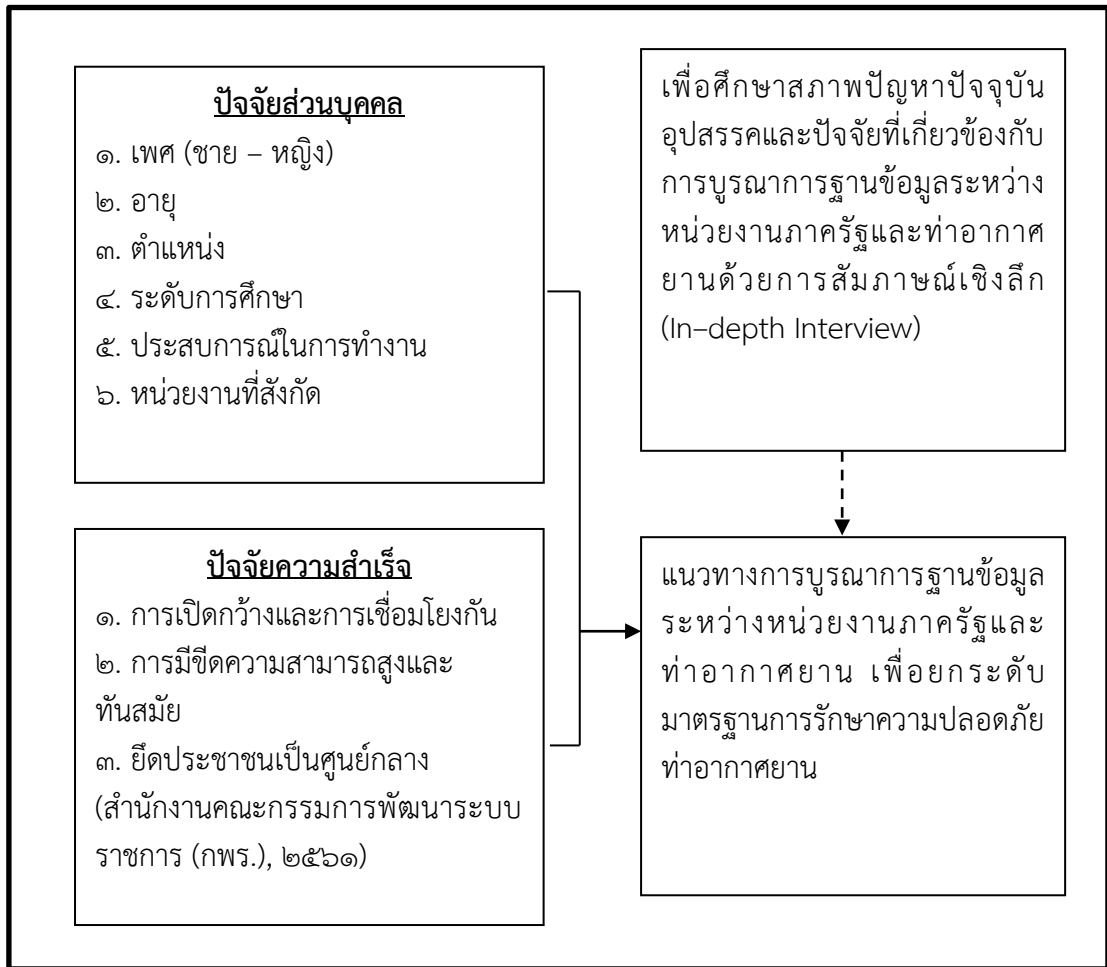 ปัจจัยส่วนบุคคล
๑. เพศ (ชาย – หญิง)
๒. อายุ
๓. ตำแหน่ง
๔. ระดับการศึกษา
๕. ประสบการณ์ในการทำงาน
๖. หน่วยงานที่สังกัด
ปัจจัยความสำเร็จ
๑. การเปิดกว้างและการเชื่อมโยงกัน
๒. การมีขีดความสามารถสูงและ
ทันสมัย
๓. ยึดประชาชนเป็นศูนย์กลาง
(สำนักงานคณะกรรมการพัฒนาระบบ
ราชการ (กพร.), ๒๕๖๑)
เพื่อศึกษาสภาพปัญหาปัจจุบัน
อุปสรรคและปัจจัยที่เกี่ยวข้องกับ
การบูรณาการฐานข้อมูลระหว่าง
หน่วยงานภาครัฐและท่าอากาศ
ยานด้วยการสัมภาษณ์เชิงลึก
(In–depth Interview)
แนวทางการบูรณาการฐานข้อมูล
ระหว่างหน่วยงานภาครัฐและ
ท่าอากาศยาน เพื่อยกระดับ
มาตรฐานการรักษาความปลอดภัย
ท่าอากาศยาน